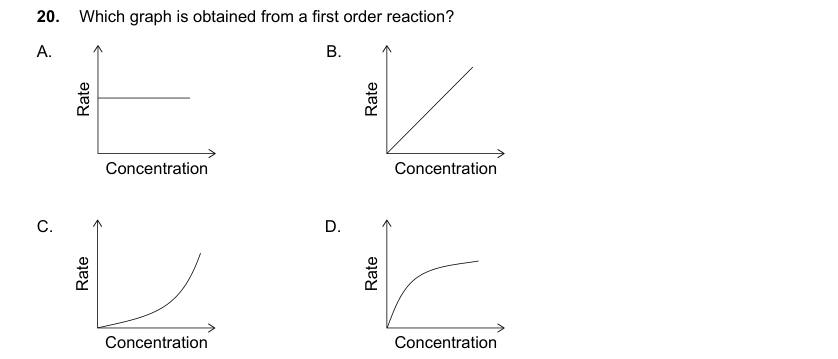 20. Which graph is obtained from a first order reaction?
A.
Rate
Concentration
B.
Rate
Concentration
C.
Rate
Concentration
D.
Rate
Concentration